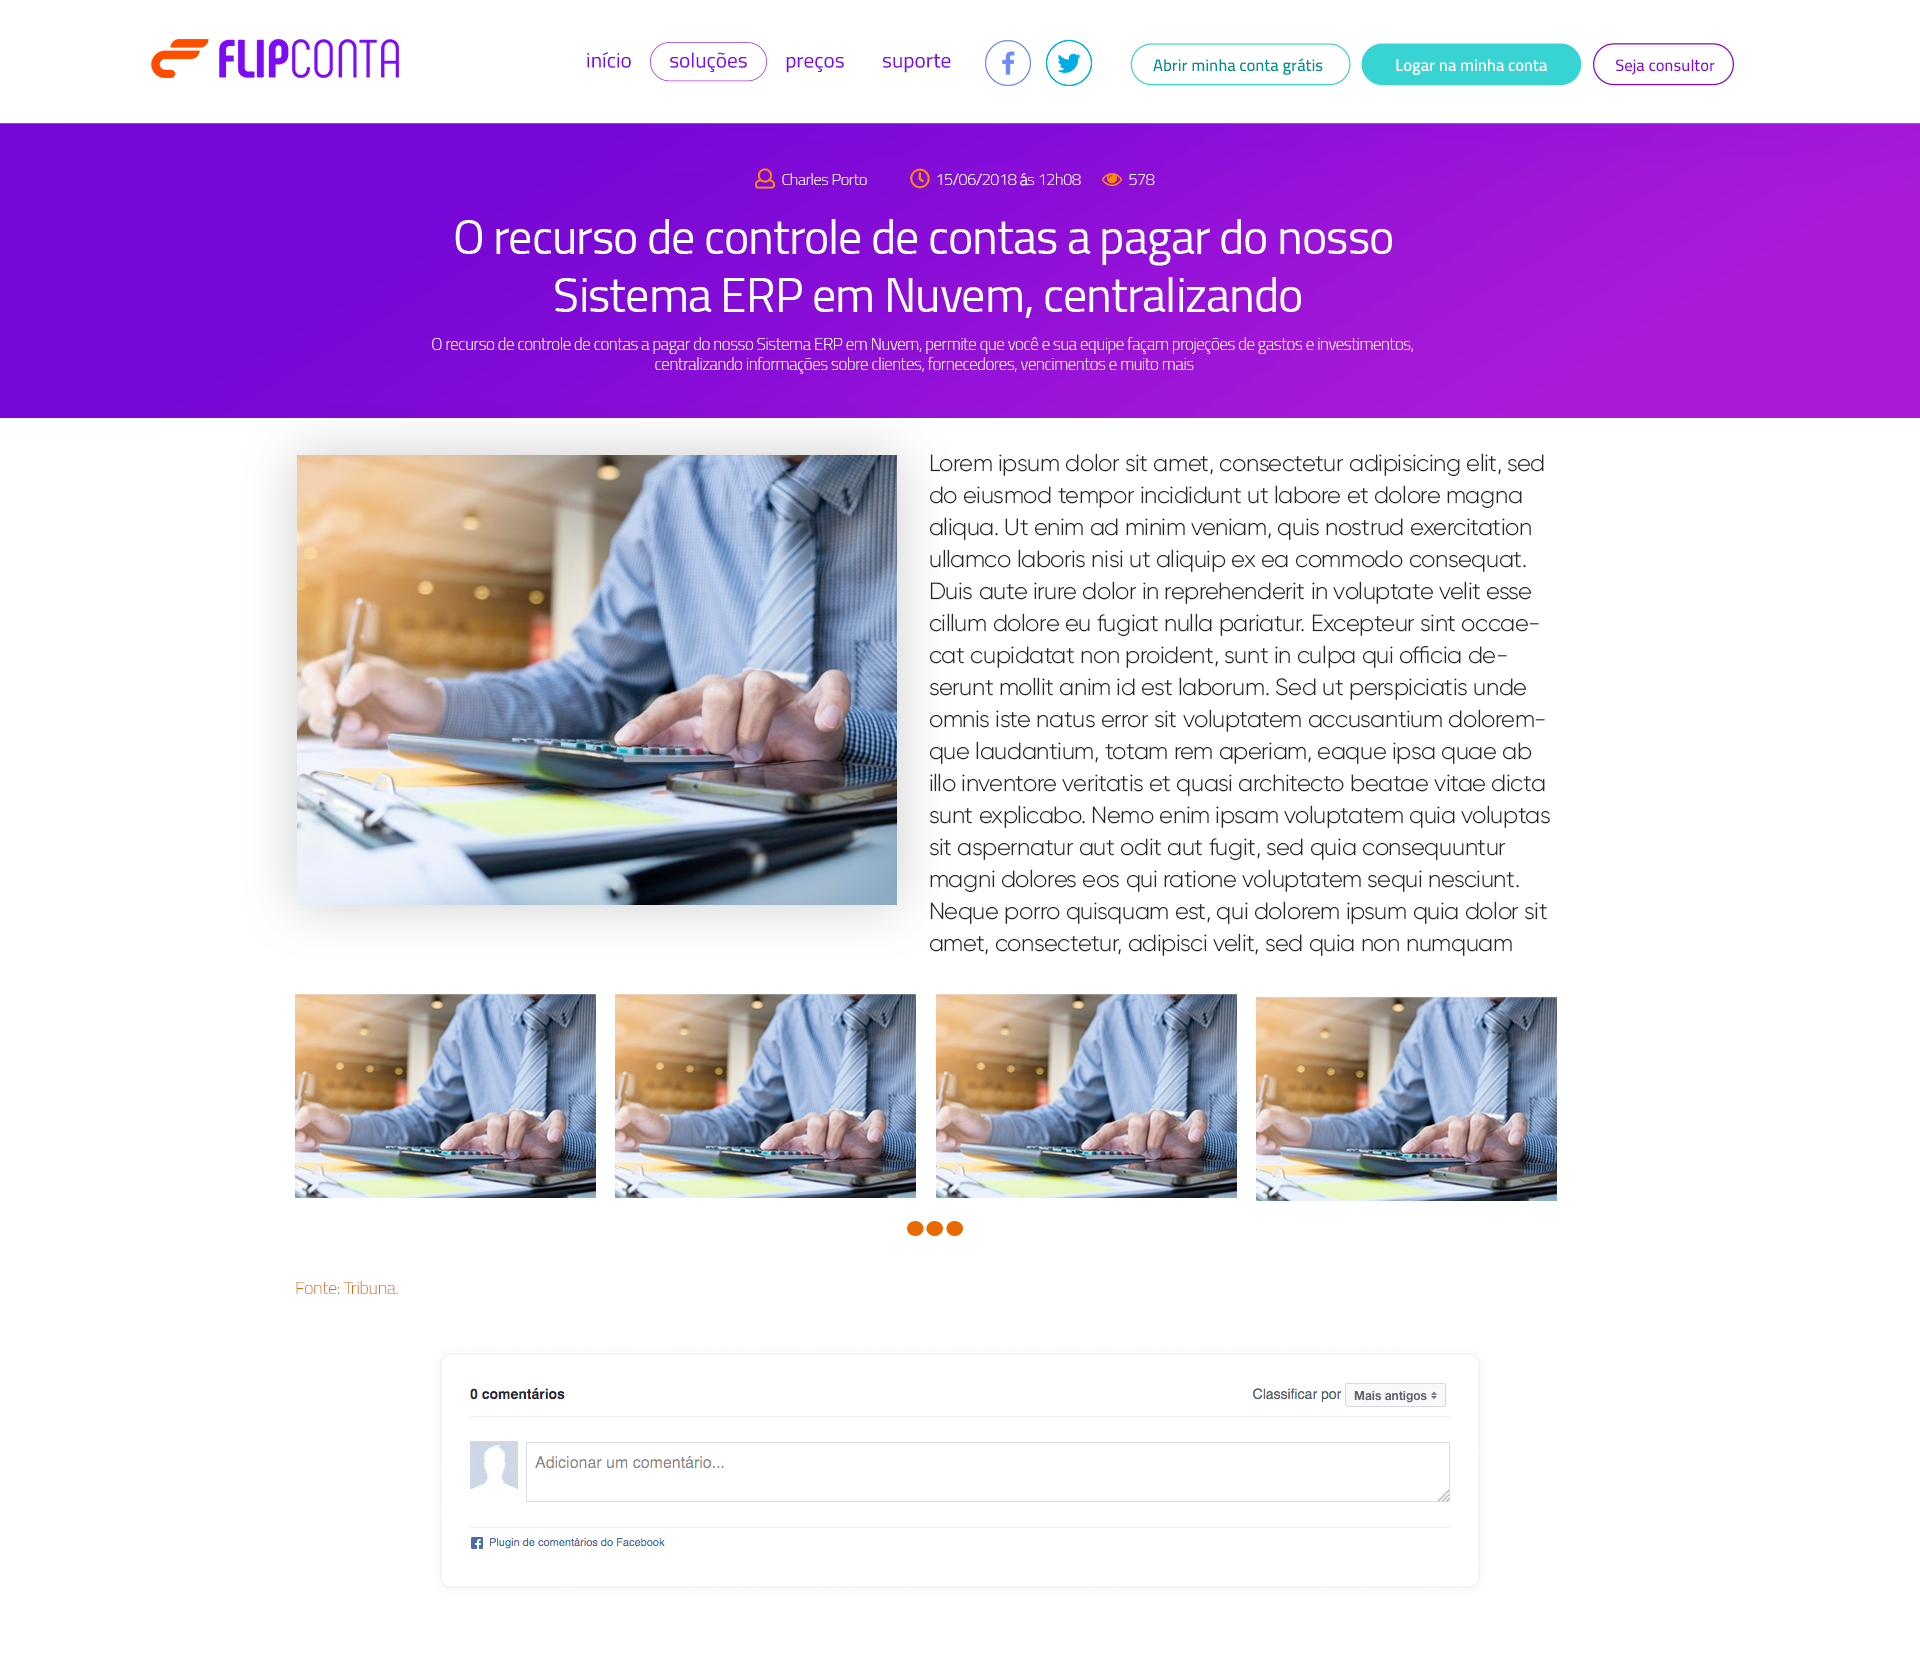 FLIPCONTA
início
soluções
preços
suporte
Abrir minha conta grátis
Logar na minha conta
Seja consultor
Charles Porto
15/06/2018 ás 12h08
578
O recurso de controle de contas a pagar do nosso
Sistema ERP em Nuvem, centralizando
O recurso de controle de contas a pagar do nosso Sistema ERP em Nuvem, permite que você e sua equipe façam projeções de gastos e investimentos,
centralizando informações sobre clientes, fornecedores, vencimentos e muito mais
Lorem ipsum dolor sit amet, consectetur adipisicing elit, sed
do eiusmod tempor incididunt ut labore et dolore magna
aliqua. Ut enim ad minim veniam, quis nostrud exercitation
ullamco laboris nisi ut aliquip ex ea commodo consequat.
Duis aute irure dolor in reprehenderit in voluptate velit esse
cillum dolore eu fugiat nulla pariatur. Excepteur sint occae-
cat cupidatat non proident, sunt in culpa qui officia de-
serunt mollit anim id est laborum. Sed ut perspiciatis unde
omnis iste natus error sit voluptatem accusantium dolorem-
que laudantium, totam rem aperiam, eaque ipsa quae ab
illo inventore veritatis et quasi architecto beatae vitae dicta
sunt explicabo. Nemo enim ipsam voluptatem quia voluptas
sit aspernatur aut odit aut fugit, sed quia consequuntur
magni dolores eos qui ratione voluptatem sequi nesciunt.
Neque porro quisquam est, qui dolorem ipsum quia dolor sit
amet, consectetur, adipisci velit, sed quia non numquam
Fonte: Tribuna.
0 comentários
Classificar por Mais antigos
Adicionar um comentário...
Plugin de comentários do Facebook